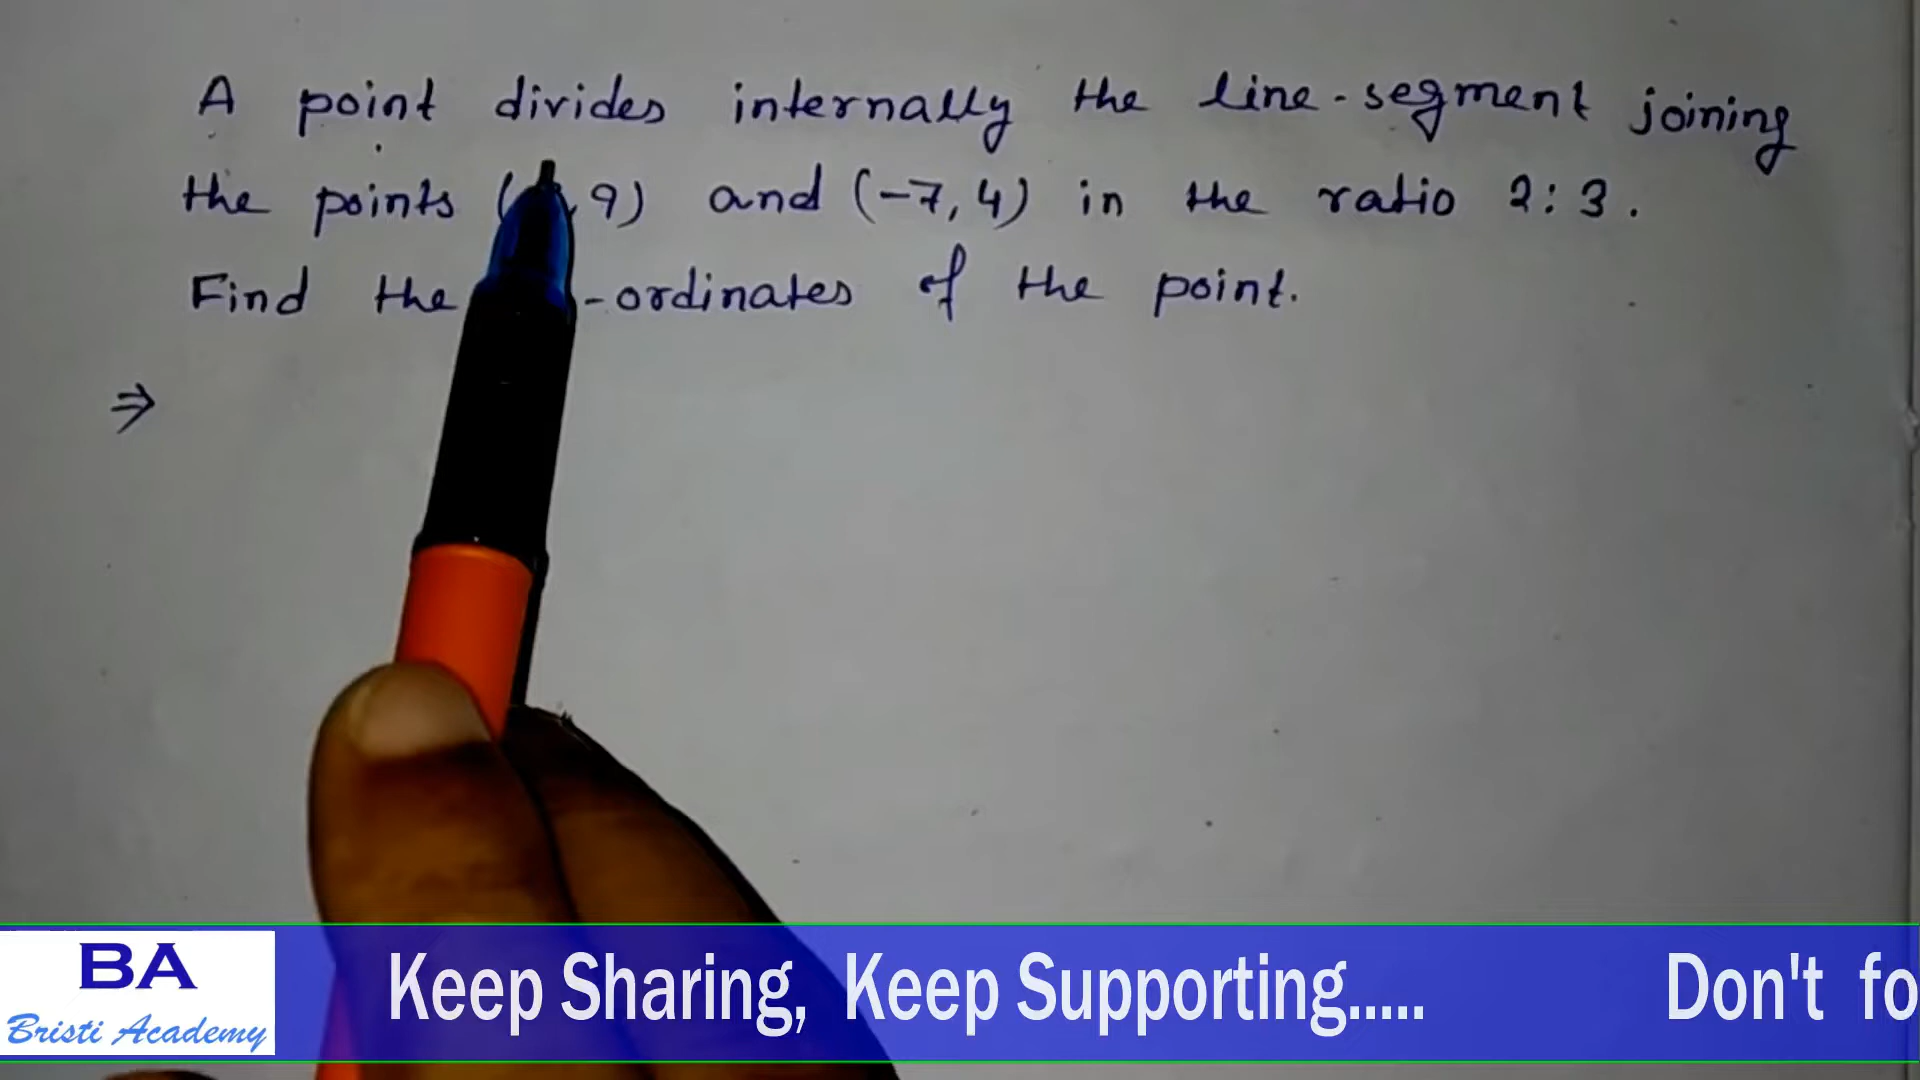 A point divides internally the line-segment joining
the points ( , 9) and (-7, 4) in the ratio 2:3.
Find the -ordinates of the point.
⇒
BA
Bristi Academy
Keep Sharing, Keep Supporting..... Don't fo